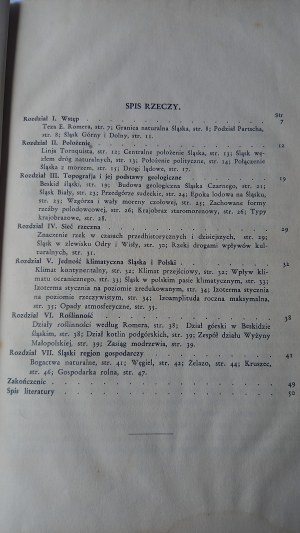 SPIS RZECZY.
Str
Rozdział I. Wstęp . . . . . . . . . . 7
Teza E. Romera, str. 7; Granica naturalna Śląska, str. 8; Podział Partscha,
str. 8; Śląsk Górny i Dolny, str. 11.
Rozdział II. Położenie . . . . . . . . . . 12
Linja Tornquista, str. 12; Centralne położenie Śląska, str. 13; Śląsk wę-
złem dróg naturalnych, str. 13; Położenie polityczne, str. 14; Połączenie
Śląska z morzem, str. 15; Drogi lądowe, str. 17.
Rozdział III. Topografja i jej podstawy geologiczne . . . . . 19
Beskid śląski, str. 19; Budowa geologiczna Śląska Czarnego, str. 21;
Śląsk Biały, str. 23; Przedgórze sudeckie, str. 24; Epoka lodowa na Śląsku,
str. 23; Wzgórza i wały moreny czołowej, str. 25; Zachowane formy
rzeźby polodowcowej, str. 26; Krajobraz staromorenowy, str. 26; Typy
krajobrazowe, str. 28.
Rozdział IV. Sieć rzeczna . . . . . . . . . . 29
Znaczenie rzek w czasach przedhistorycznych i dzisiejszych, str. 29;
Śląsk w zlewisku Odry i Wisły, str. 30; Rzeki drogami wpływów kul-
turalnych, str. 31.
Rozdział V. Jedność klimatyczna Śląska i Polski . . . . . 32
Klimat kontynentalny, str. 32; Klimat przejściowy, str. 32; Wpływ kli-
matu oceanicznego, str. 33; Śląsk w polskim pasie klimatycznym, str. 33;
Izoterma stycznia na poziomie zredukowanym, str. 34; Izoterma stycznia
na poziomie rzeczywistym, str. 34; Izoamplituda roczna maksymalna,
str. 35; Opady atmosferyczne, str. 35.
Rozdział VI. Roślinność . . . . . . . . . . 38
Działy roślinności według Romera, str. 38; Dział górski w Beskidzie
śląskim, str. 38; Dział kotlin podgórskich, str. 39; Zespół działu Wyżyny
Małopolskiej, str. 39; Zasiąg modrzewia, str. 39.
Rozdział VII. Śląski region gospodarczy . . . . . . . 41
Bogactwa naturalne, str. 41; Węgiel, str. 42; Żelazo, str. 44; Kruszec,
str. 46; Gospodarka rolna, str. 47.
Zakończenie . . . . . . . . . . 49
Spis literatury . . . . . . . . . . 50